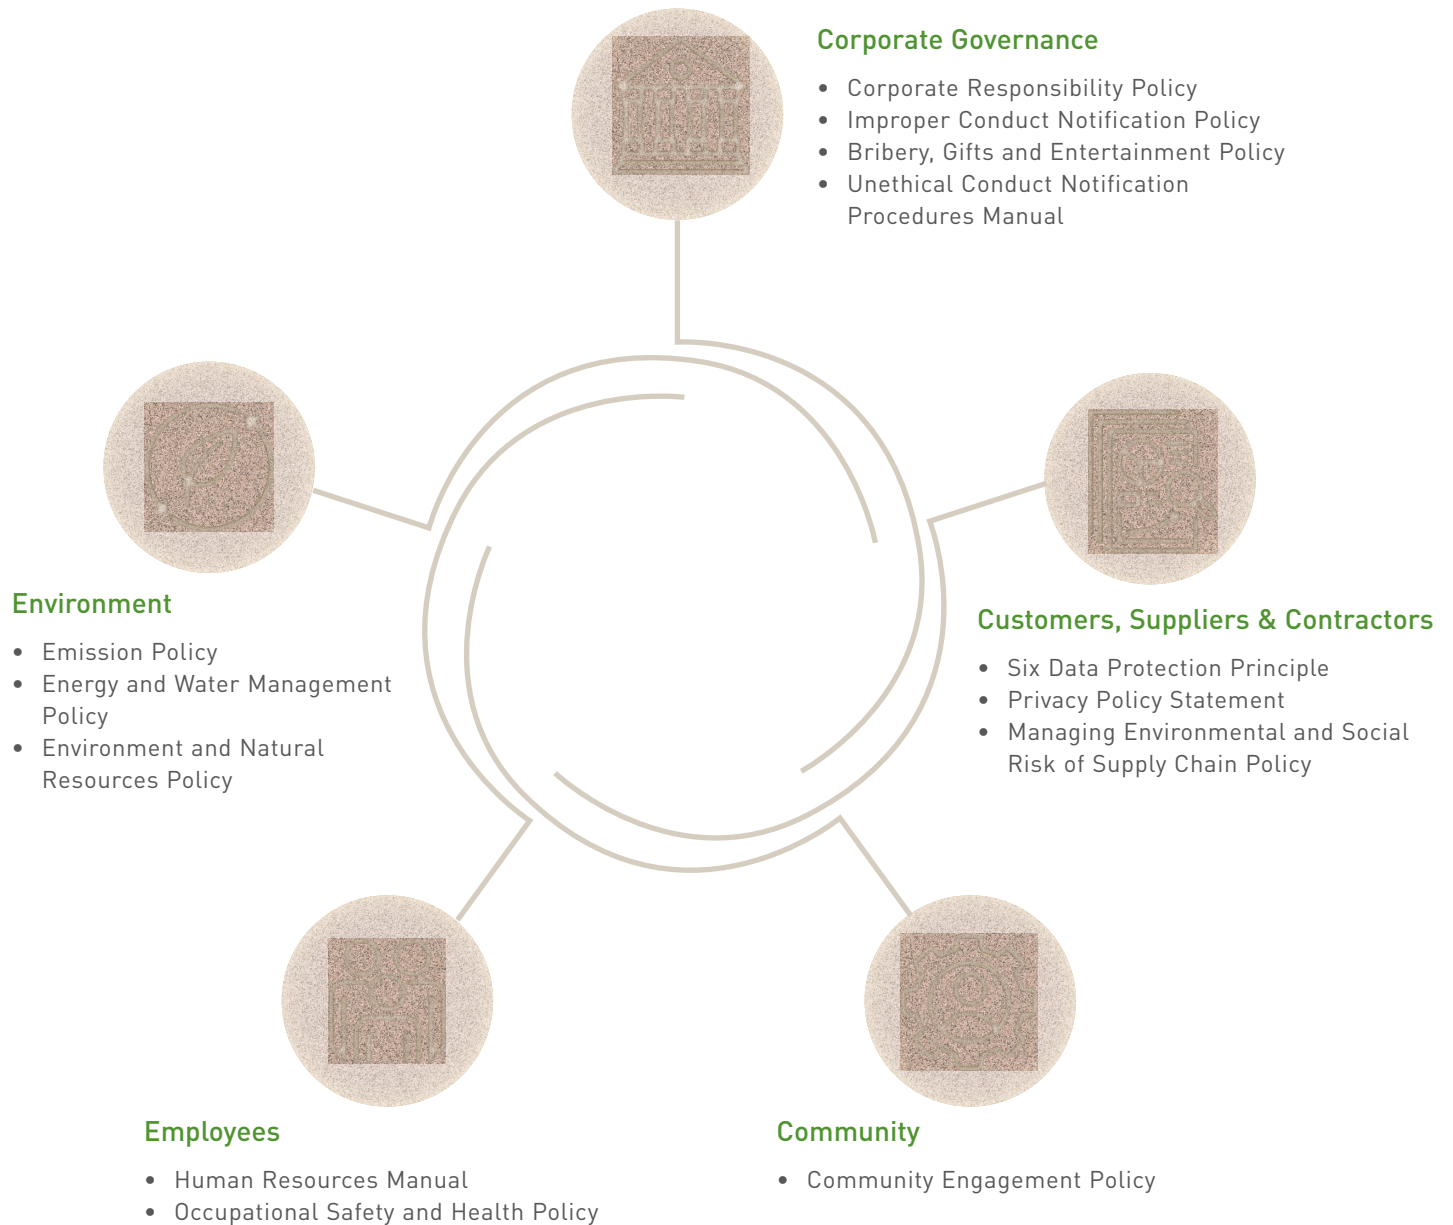 Corporate Governance
• Corporate Responsibility Policy
• Improper Conduct Notification Policy
• Bribery, Gifts and Entertainment Policy
• Unethical Conduct Notification
Procedures Manual
Environment
• Emission Policy
• Energy and Water Management
Policy
• Environment and Natural
Resources Policy
Customers, Suppliers & Contractors
• Six Data Protection Principle
• Privacy Policy Statement
• Managing Environmental and Social
Risk of Supply Chain Policy
Employees
• Human Resources Manual
• Occupational Safety and Health Policy
Community
• Community Engagement Policy